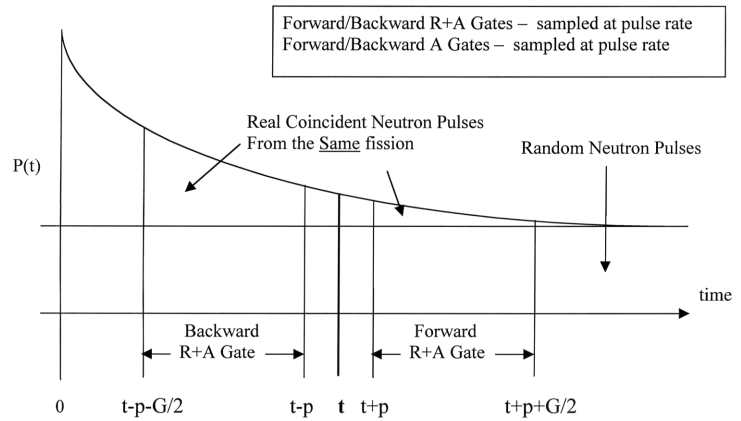 Forward/Backward R+A Gates – sampled at pulse rate
Forward/Backward A Gates – sampled at pulse rate
Real Coincident Neutron Pulses
From the Same fission
Random Neutron Pulses
P(t)
time
Backward
R+A Gate
Forward
R+A Gate
0
t-p-G/2
t-p
t
t+p
t+p+G/2